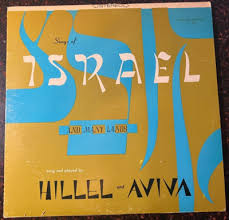 Songs of
ISRAEL
AND MANY LANDS
sung and played by
HILLEL and AVIVA